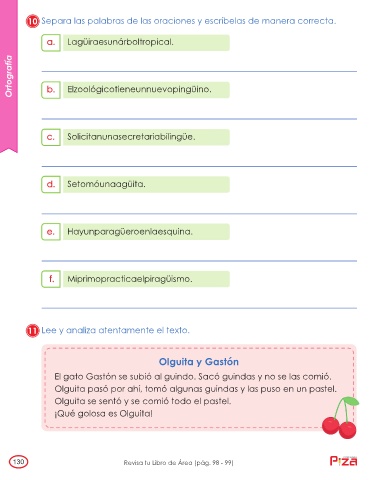 Ortografía
10 Separa las palabras de las oraciones y escríbelas de manera correcta.
a. Lagüiraesunárboltropical.
b. Elzoológicotieneunnuevopingüino.
c. Solicitanunasecretariabilingüe.
d. Setomóunaagüita.
e. Hayunparagüeroenlaesquina.
f. Miprimopracticaelpiragüismo.
11 Lee y analiza atentamente el texto.
Olguita y Gastón
El gato Gastón se subió al guindo. Sacó guindas y no se las comió.
Olguita pasó por ahí, tomó algunas guindas y las puso en un pastel.
Olguita se sentó y se comió todo el pastel.
¡Qué golosa es Olguita!
130
Revisa tu Libro de Área (pág. 98 - 99)
PIZA